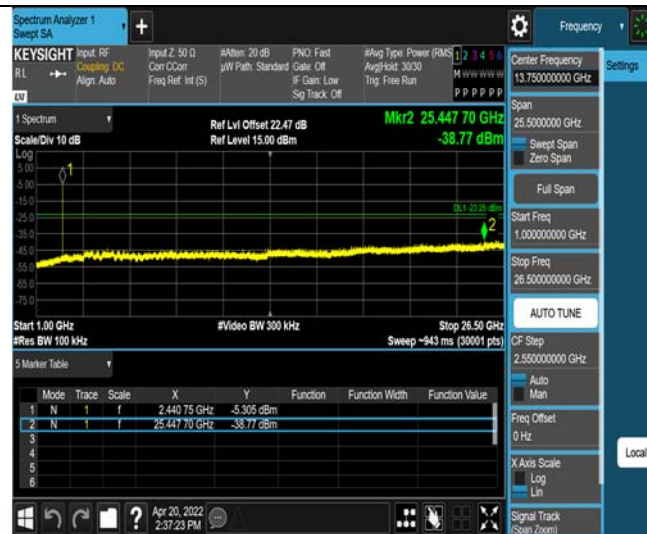 Spectrum Analyzer 1
Swept SA
Frequency
KEYSIGHT
Input: RF
Coupling: DC
Align: Auto
Input Z: 50 Ω
Corr CCorr
Freq Ref: Int (S)
#Atten: 20 dB
µW Path: Standard
PNO: Fast
Gate: Off
IF Gain: Low
Sig Track: Off
#Avg Type: Power (RMS
Avg|Hold: 30/30
Trig: Free Run
1 2 3 4 5 6
M W W W W W
P P P P P P
R L
1 Spectrum
Scale/Div 10 dB
Log
Ref Lvl Offset 22.47 dB
Ref Level 15.00 dBm
Mkr2 25.447 70 GHz
-38.77 dBm
5.00
-5.00
-15.0
-25.0
-35.0
-45.0
-55.0
-65.0
-75.0
1
DL1 -23.25 dBm
2
Start 1.00 GHz
#Res BW 100 kHz
#Video BW 300 kHz
Stop 26.50 GHz
Sweep ~943 ms (30001 pts)
5 Marker Table
Mode Trace Scale X Y Function Function Width Function Value
1 N 1 f 2.440 75 GHz -5.305 dBm
2 N 1 f 25.447 70 GHz -38.77 dBm
3
4
5
6
Apr 20, 2022
2:37:23 PM
Center Frequency
13.750000000 GHz
Span
25.5000000 GHz
Swept Span
Zero Span
Full Span
Start Freq
1.000000000 GHz
Stop Freq
26.500000000 GHz
AUTO TUNE
CF Step
2.550000000 GHz
Auto
Man
Freq Offset
0 Hz
X Axis Scale
Log
Lin
Signal Track
(Span Zoom)
Settings
Local